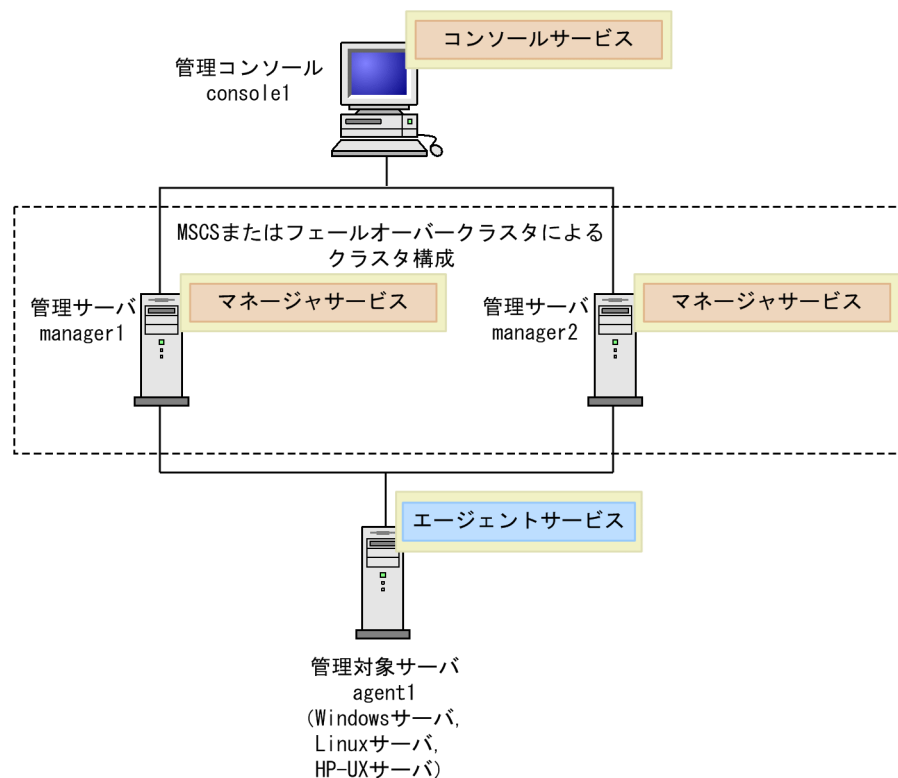 コンソールサービス
管理コンソール
console1
MSCSまたはフェールオーバークラスタによる
クラスタ構成
管理サーバ
manager1
マネージャサービス
管理サーバ
manager2
マネージャサービス
エージェントサービス
管理対象サーバ
agent1
(Windowsサーバ,
Linuxサーバ,
HP-UXサーバ)